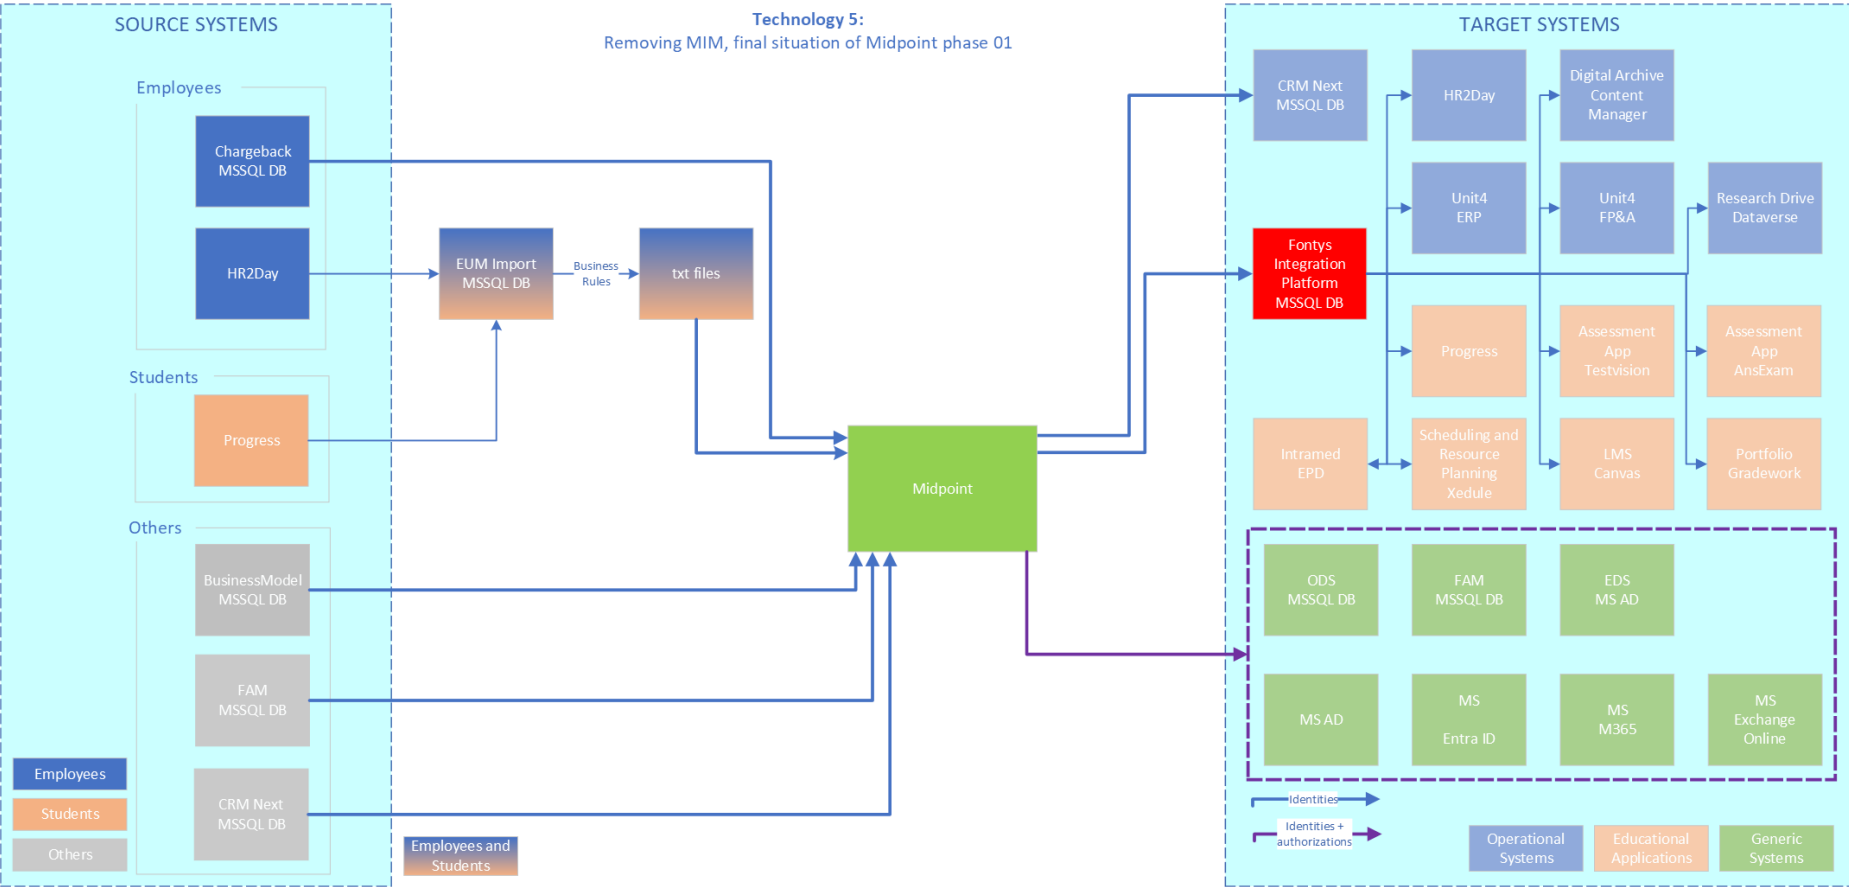 SOURCE SYSTEMS
Technology 5:
Removing MIM, final situation of Midpoint phase 01
TARGET SYSTEMS
Employees
Chargeback
MSSQL DB
HR2Day
EUM Import
MSSQL DB
Business
Rules
txt files
Students
Progress
Others
BusinessModel
MSSQL DB
FAM
MSSQL DB
CRM Next
MSSQL DB
Midpoint
Employees
Students
Others
Employees and
Students
CRM Next
MSSQL DB
HR2Day
Digital Archive
Content
Manager
Unit4
ERP
Unit4
FP&A
Research Drive
Dataverse
Fontys
Integration
Platform
MSSQL DB
Progress
Assessment
App
Testvision
Assessment
App
AnsExam
Intramed
EPD
Scheduling and
Resource
Planning
Xedule
LMS
Canvas
Portfolio
Gradework
ODS
MSSQL DB
FAM
MSSQL DB
EDS
MS AD
MS AD
MS
Entra ID
MS
M365
MS
Exchange
Online
Identities
Identities +
authorizations
Operational
Systems
Educational
Applications
Generic
Systems